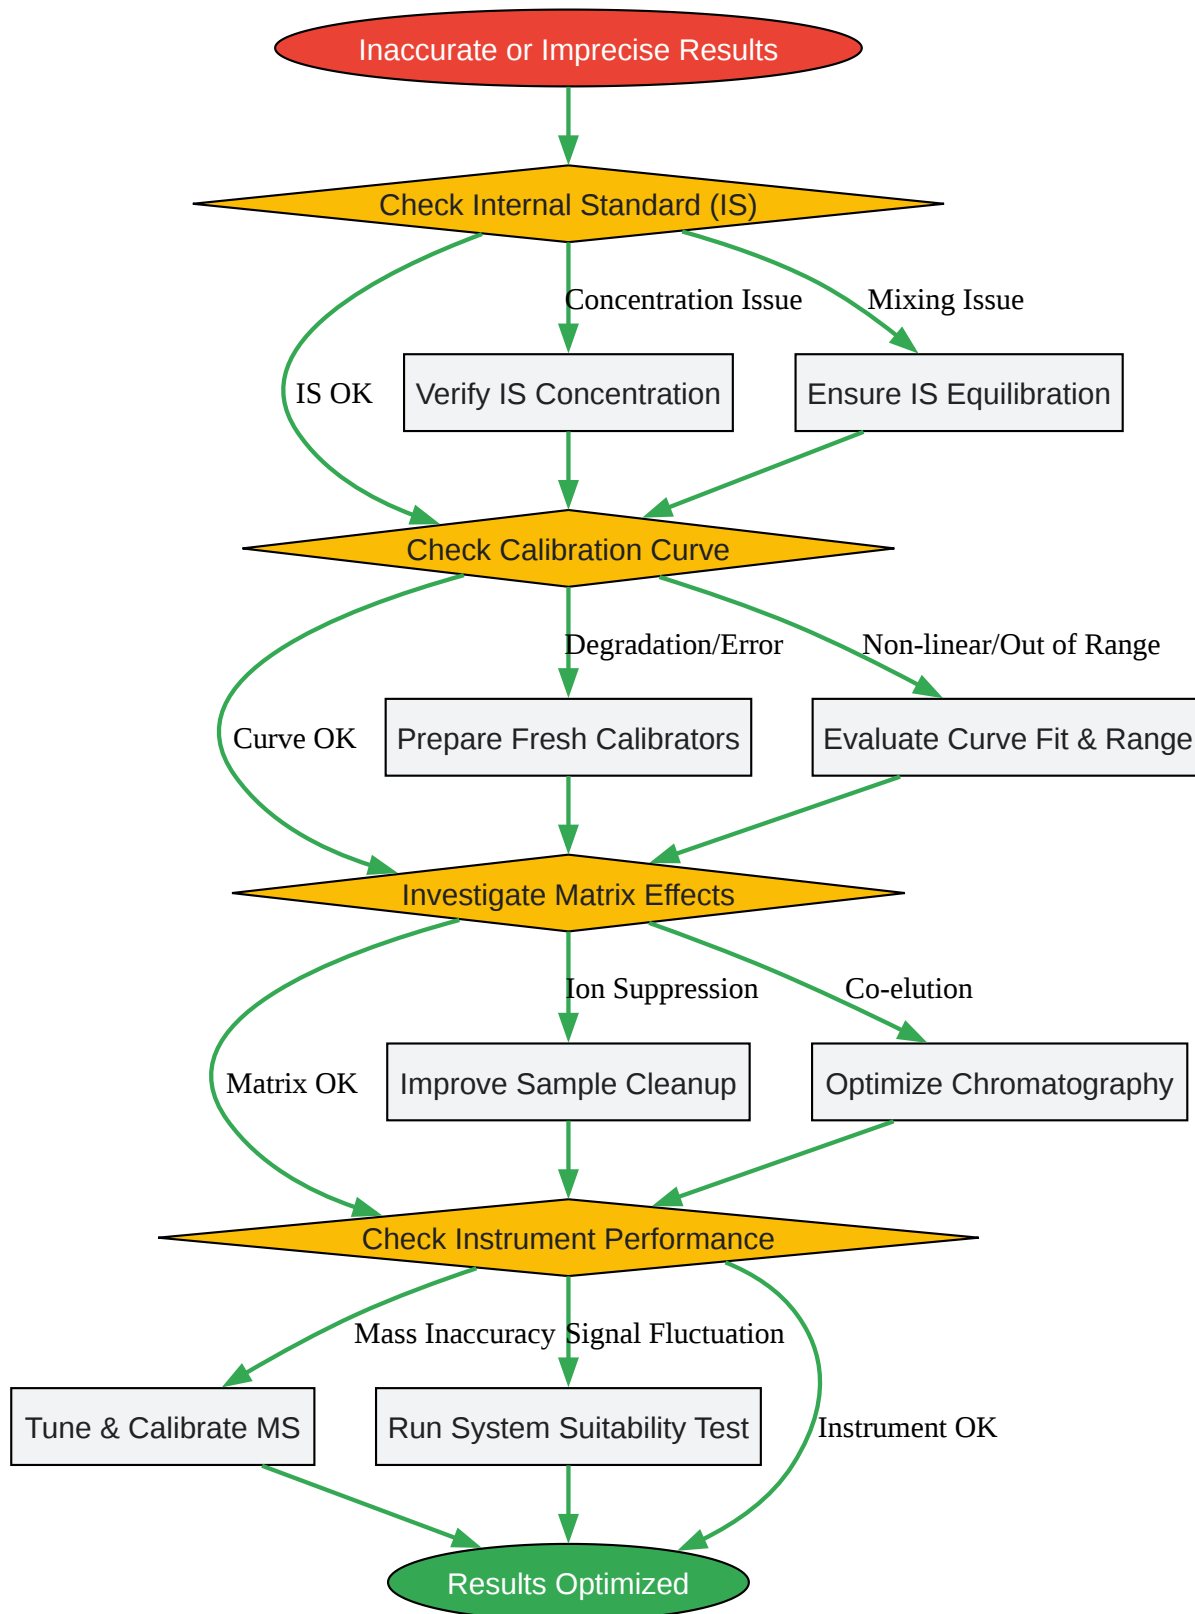 Inaccurate or Imprecise Results
Check Internal Standard (IS)
Concentration Issue
Mixing Issue
IS OK
Verify IS Concentration
Ensure IS Equilibration
Check Calibration Curve
Degradation/Error
Non-linear/Out of Range
Curve OK
Prepare Fresh Calibrators
Evaluate Curve Fit & Range
Investigate Matrix Effects
Ion Suppression
Co-elution
Matrix OK
Improve Sample Cleanup
Optimize Chromatography
Check Instrument Performance
Mass Inaccuracy
Signal Fluctuation
Tune & Calibrate MS
Run System Suitability Test
Instrument OK
Results Optimized